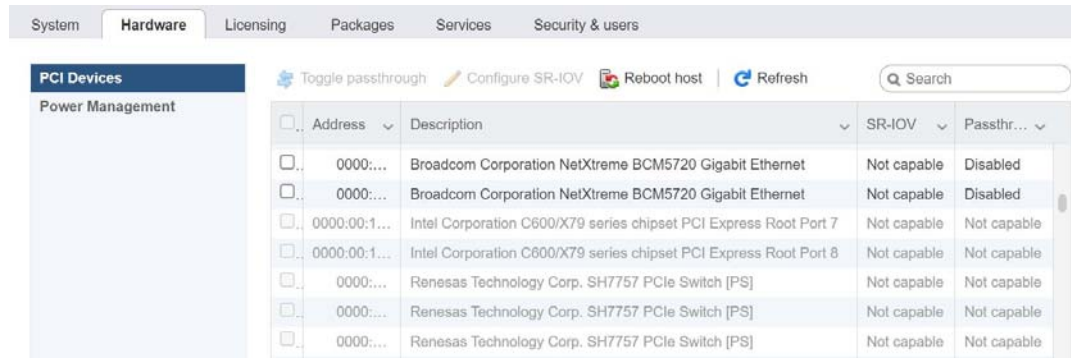 System Hardware Licensing Packages Services Security & users
PCI Devices
Power Management
Toggle passthrough Configure SR-IOV Reboot host Refresh Search
Address Description SR-IOV Passthr...
0000:... Broadcom Corporation NetXtreme BCM5720 Gigabit Ethernet Not capable Disabled
0000:... Broadcom Corporation NetXtreme BCM5720 Gigabit Ethernet Not capable Disabled
0000:00:1... Intel Corporation C600/X79 series chipset PCI Express Root Port 7 Not capable Not capable
0000:00:1... Intel Corporation C600/X79 series chipset PCI Express Root Port 8 Not capable Not capable
0000:... Renesas Technology Corp. SH7757 PCIe Switch [PS] Not capable Not capable
0000:... Renesas Technology Corp. SH7757 PCIe Switch [PS] Not capable Not capable
0000:... Renesas Technology Corp. SH7757 PCIe Switch [PS] Not capable Not capable